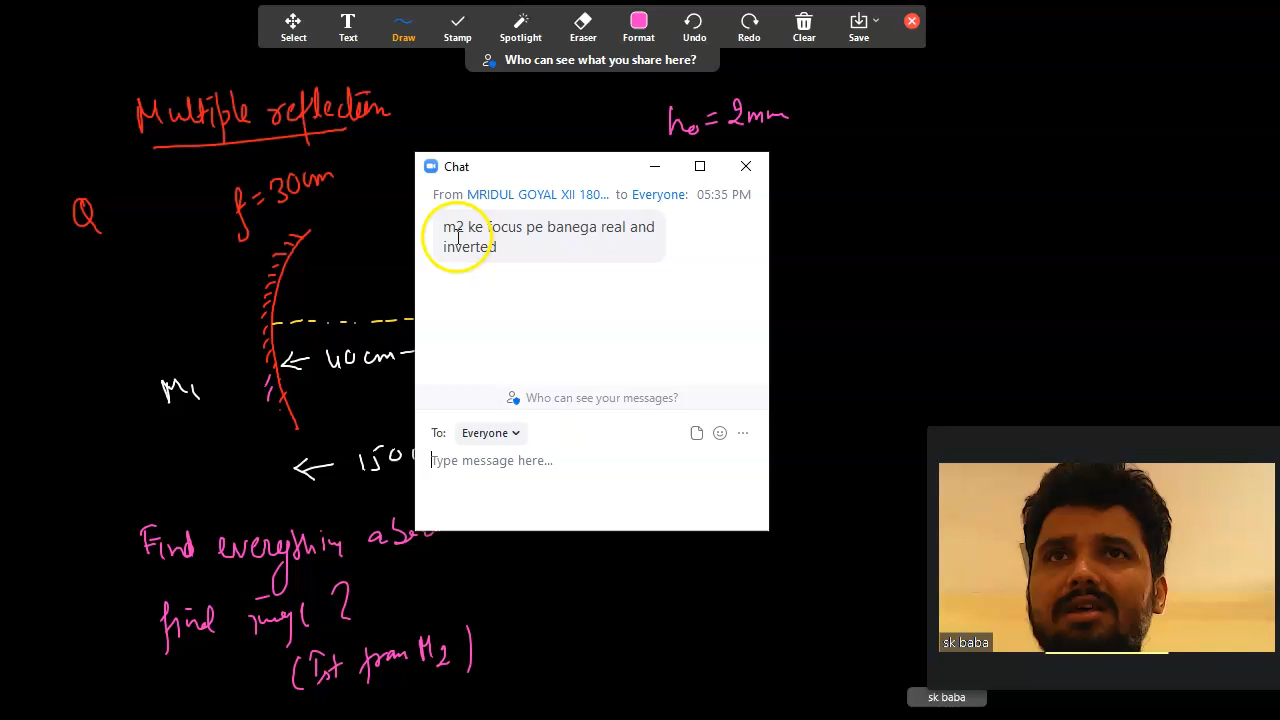 Select Text Draw Stamp Spotlight Eraser Format Undo Redo Clear Save
Who can see what you share here?
Multiple reflection
h₀ = 2mm
Chat
From MRIDUL GOYAL XII 180... to Everyone: 05:35 PM
Q
f = 30cm
m2 ke focus pe banega real and
inverted
40cm
M₁
Who can see your messages?
To: Everyone
Type message here...
150
Find everything
find
(Ist from M₂)
sk baba
sk baba